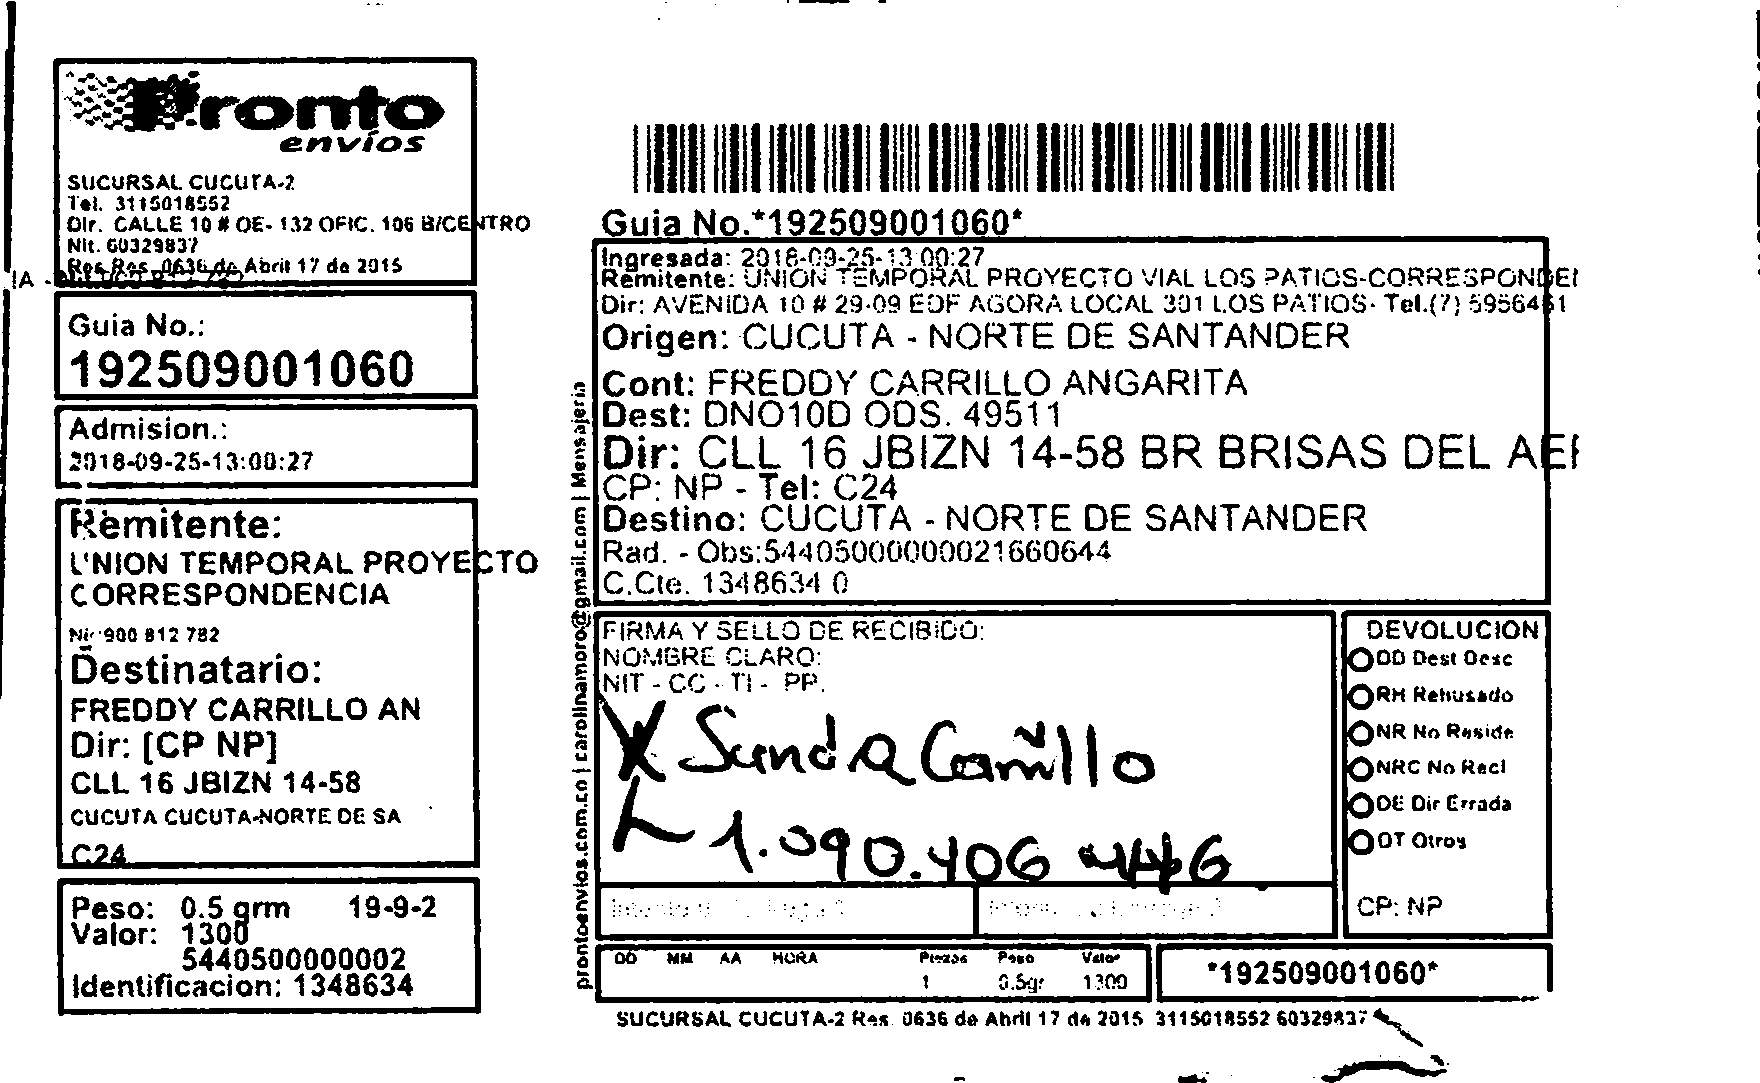 Pronto
envíos
SUCURSAL CUCUTA-2
Tel. 3115018552
Dir. CALLE 10 # OE- 132 OFIC. 106 B/CENTRO
Nit. 60329837
Res 0636 de Abril 17 de 2015
Guia No.:
192509001060
Admision.:
2018-09-25-13:00:27
Remitente:
UNION TEMPORAL PROYECTO
CORRESPONDENCIA
Nit 900 812 782
Destinatario:
FREDDY CARRILLO AN
Dir: [CP NP]
CLL 16 JBIZN 14-58
CUCUTA CUCUTA-NORTE DE SA
C24
Peso: 0.5 grm 19-9-2
Valor: 1300
5440500000002
Identificacion: 1348634
prontoenvios.com.co | carolinamoro@gmail.com | Mensajeria
Guia No.*192509001060*
Ingresada: 2018-09-25-13:00:27
Remitente: UNION TEMPORAL PROYECTO VIAL LOS PATIOS-CORRESPONDE
Dir: AVENIDA 10 # 29-09 EDF AGORA LOCAL 301 LOS PATIOS- Tel.(7) 5956461
Origen: CUCUTA - NORTE DE SANTANDER
Cont: FREDDY CARRILLO ANGARITA
Dest: DNO10D ODS. 49511
Dir: CLL 16 JBIZN 14-58 BR BRISAS DEL AE
CP: NP - Tel: C24
Destino: CUCUTA - NORTE DE SANTANDER
Rad. - Obs:54405000000021660644
C.Cte. 1348634 0
FIRMA Y SELLO DE RECIBIDO:
NOMBRE CLARO:
NIT - CC - TI - PP.
X Sandra Carrillo
1.090.406 446
DEVOLUCION
DD Dest Desc
RH Rehusado
NR No Reside
NRC No Recl
DE Dir Errada
OT Otros
CP: NP
DD MM AA HORA Piezas Peso Valor
1 0.5gr 1300
*192509001060*
SUCURSAL CUCUTA-2 Res. 0636 de Abril 17 de 2015 3115018552 60329837